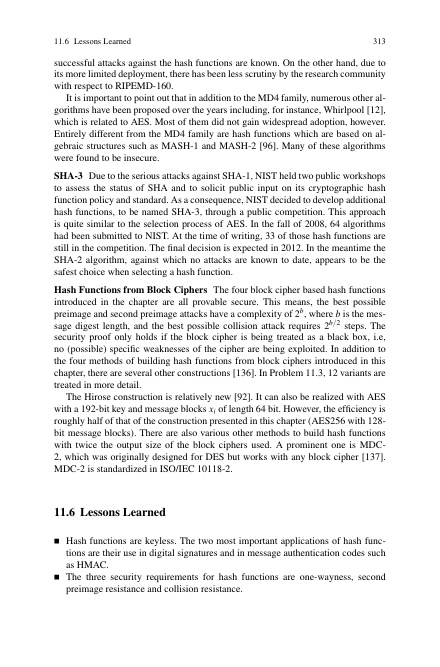 11.6 Lessons Learned 313
successful attacks against the hash functions are known. On the other hand, due to
its more limited deployment, there has been less scrutiny by the research community
with respect to RIPEMD-160.
It is important to point out that in addition to the MD4 family, numerous other al-
gorithms have been proposed over the years including, for instance, Whirlpool [12],
which is related to AES. Most of them did not gain widespread adoption, however.
Entirely different from the MD4 family are hash functions which are based on al-
gebraic structures such as MASH-1 and MASH-2 [96]. Many of these algorithms
were found to be insecure.
SHA-3 Due to the serious attacks against SHA-1, NIST held two public workshops
to assess the status of SHA and to solicit public input on its cryptographic hash
function policy and standard. As a consequence, NIST decided to develop additional
hash functions, to be named SHA-3, through a public competition. This approach
is quite similar to the selection process of AES. In the fall of 2008, 64 algorithms
had been submitted to NIST. At the time of writing, 33 of those hash functions are
still in the competition. The final decision is expected in 2012. In the meantime the
SHA-2 algorithm, against which no attacks are known to date, appears to be the
safest choice when selecting a hash function.
Hash Functions from Block Ciphers The four block cipher based hash functions
introduced in the chapter are all provable secure. This means, the best possible
preimage and second preimage attacks have a complexity of 2^b, where b is the mes-
sage digest length, and the best possible collision attack requires 2^{b/2} steps. The
security proof only holds if the block cipher is being treated as a black box, i.e,
no (possible) specific weaknesses of the cipher are being exploited. In addition to
the four methods of building hash functions from block ciphers introduced in this
chapter, there are several other constructions [136]. In Problem 11.3, 12 variants are
treated in more detail.
The Hirose construction is relatively new [92]. It can also be realized with AES
with a 192-bit key and message blocks x_i of length 64 bit. However, the efficiency is
roughly half of that of the construction presented in this chapter (AES256 with 128-
bit message blocks). There are also various other methods to build hash functions
with twice the output size of the block ciphers used. A prominent one is MDC-
2, which was originally designed for DES but works with any block cipher [137].
MDC-2 is standardized in ISO/IEC 10118-2.
11.6 Lessons Learned
■ Hash functions are keyless. The two most important applications of hash func-
tions are their use in digital signatures and in message authentication codes such
as HMAC.
■ The three security requirements for hash functions are one-wayness, second
preimage resistance and collision resistance.